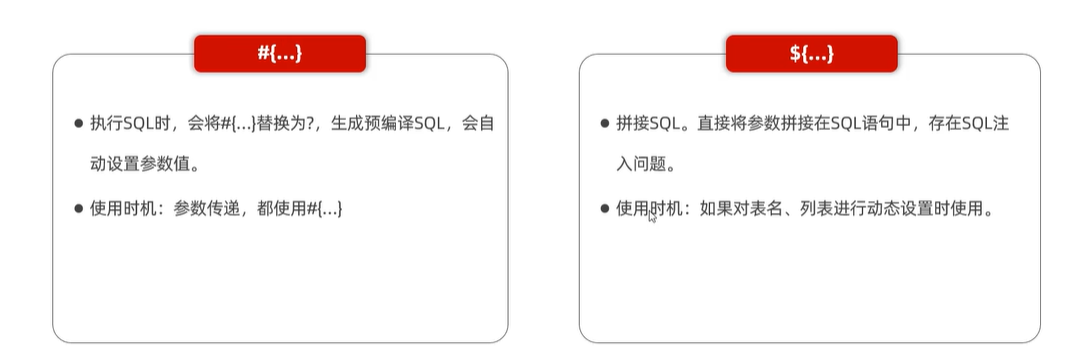 #{...}
● 执行SQL时，会将#{...}替换为?，生成预编译SQL，会自
动设置参数值。
● 使用时机：参数传递，都使用#{...}
${...}
● 拼接SQL。直接将参数拼接在SQL语句中，存在SQL注
入问题。
● 使用时机：如果对表名、列表进行动态设置时使用。